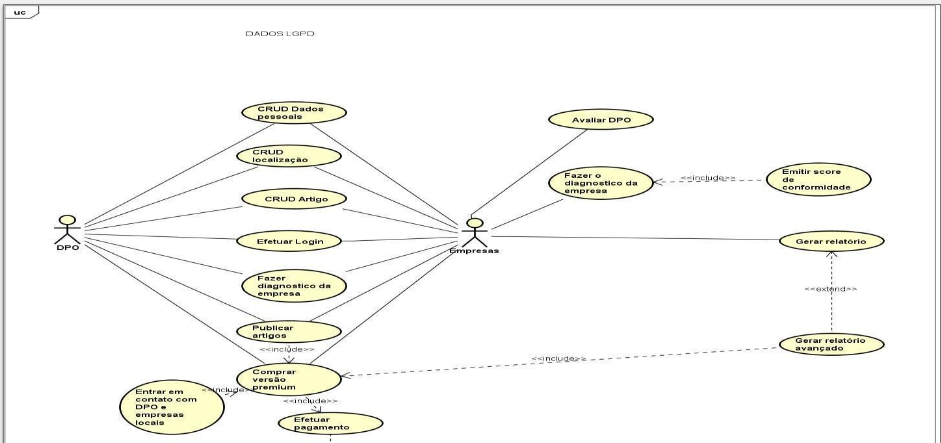 uc
DADOS LGPD
CRUD Dados
pessoais
Avaliar DPO
CRUD
localização
Fazer o
diagnostico da
empresa
<<include>>
Emitir score
de
conformidade
CRUD Artigo
DPO
Efetuar Login
Empresas
Gerar relatório
Fazer
diagnostico da
empresa
<<extend>>
Publicar
artigos
<<include>>
Gerar relatório
avançado
<<include>>
Comprar
versão
premium
Entrar em
contato com
DPO e
empresas
locais
<<include>>
<<include>>
Efetuar
pagamento